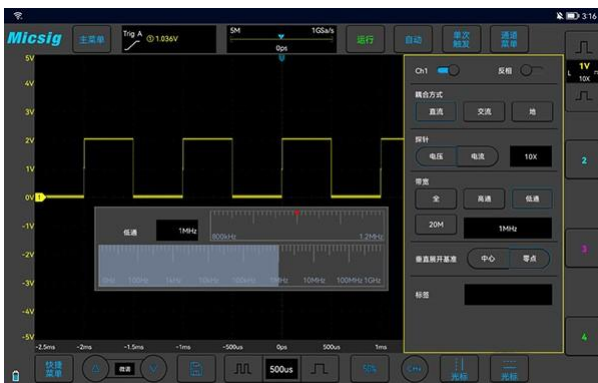 3:16
Micsig
主菜单
Trig A
① 1.036V
5M
1GSa/s
0ps
运行
自动
单次
触发
通道
菜单
5V
4V
3V
2V
1V
0V
-1V
-2V
-3V
-4V
-5V
Ch1
反相
耦合方式
直流
交流
地
探针
电压
电流
10X
带宽
全
高通
低通
20M
1MHz
垂直展开基准
中心
零点
标签
低通
1MHz
800kHz
1.2MHz
10MHz
100MHz
1GHz
1V
L
10X
2
3
4
-2.5ms
-2ms
-1.5ms
-1ms
-500us
0ps
500us
1ms
快捷
菜单
微调
500us
50%
光标
光标